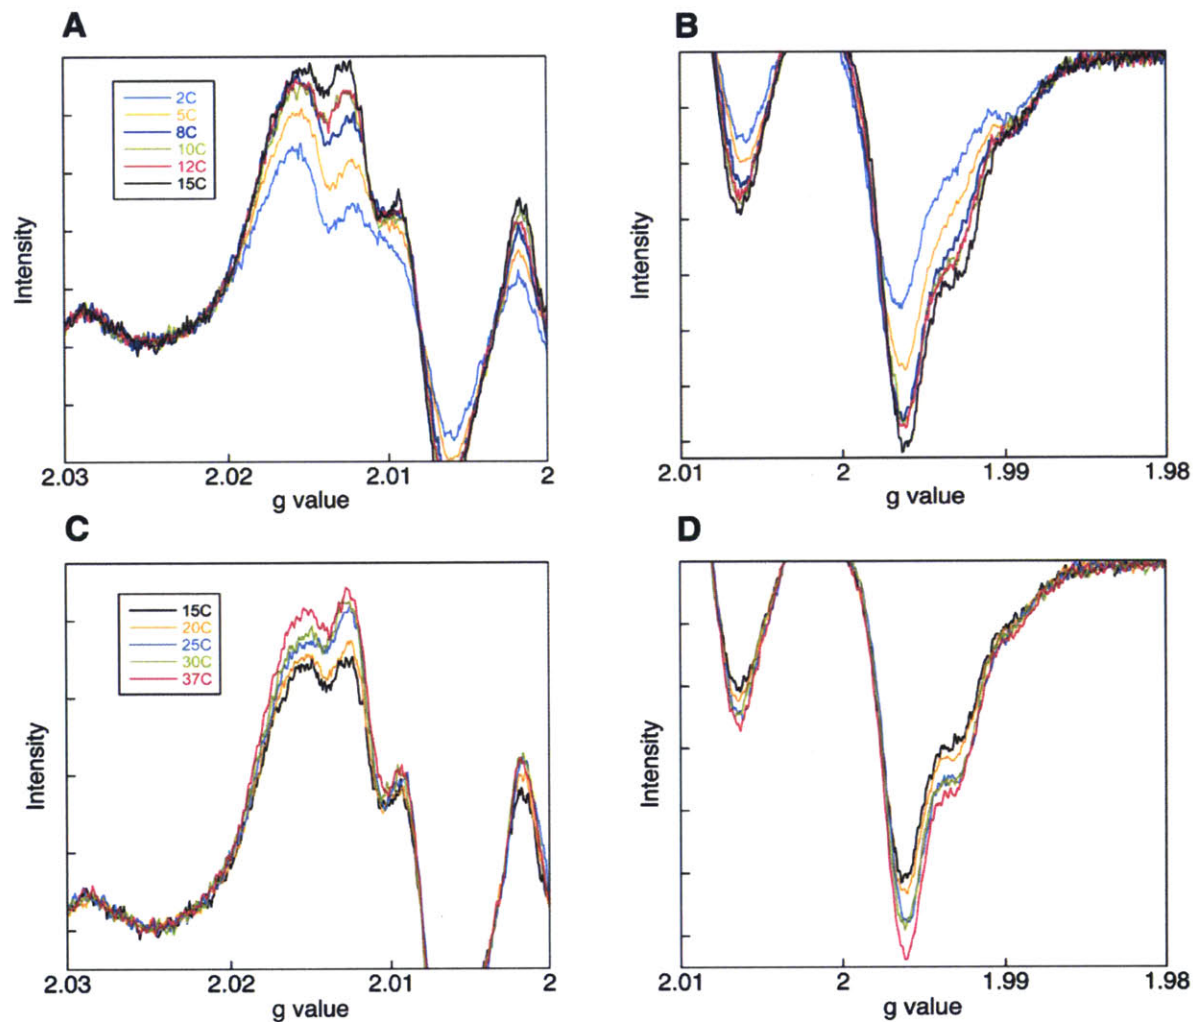 A
2C
5C
8C
10C
12C
15C
Intensity
2.03 2.02 2.01 2
g value
B
Intensity
2.01 2 1.99 1.98
g value
C
15C
20C
25C
30C
37C
Intensity
2.03 2.02 2.01 2
g value
D
Intensity
2.01 2 1.99 1.98
g value